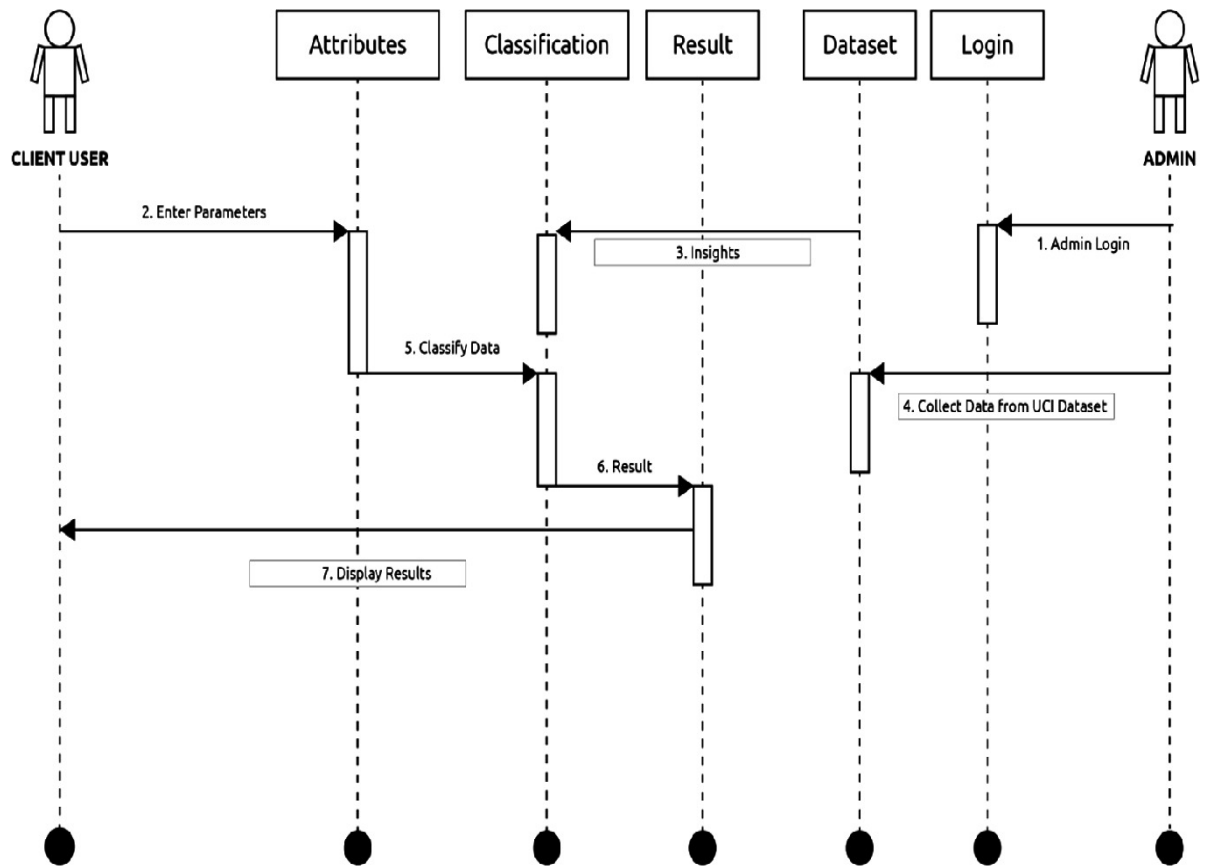 Attributes
Classification
Result
Dataset
Login
CLIENT USER
ADMIN
2. Enter Parameters
3. Insights
1. Admin Login
5. Classify Data
4. Collect Data from UCI Dataset
6. Result
7. Display Results